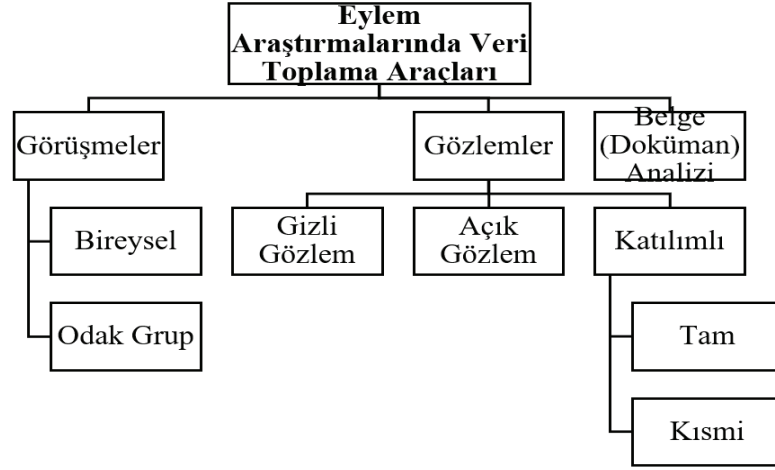 Eylem
Araştırmalarında Veri
Toplama Araçları
Görüşmeler
Gözlemler
Belge
(Doküman)
Analizi
Bireysel
Gizli
Gözlem
Açık
Gözlem
Katılımlı
Odak Grup
Tam
Kısmi